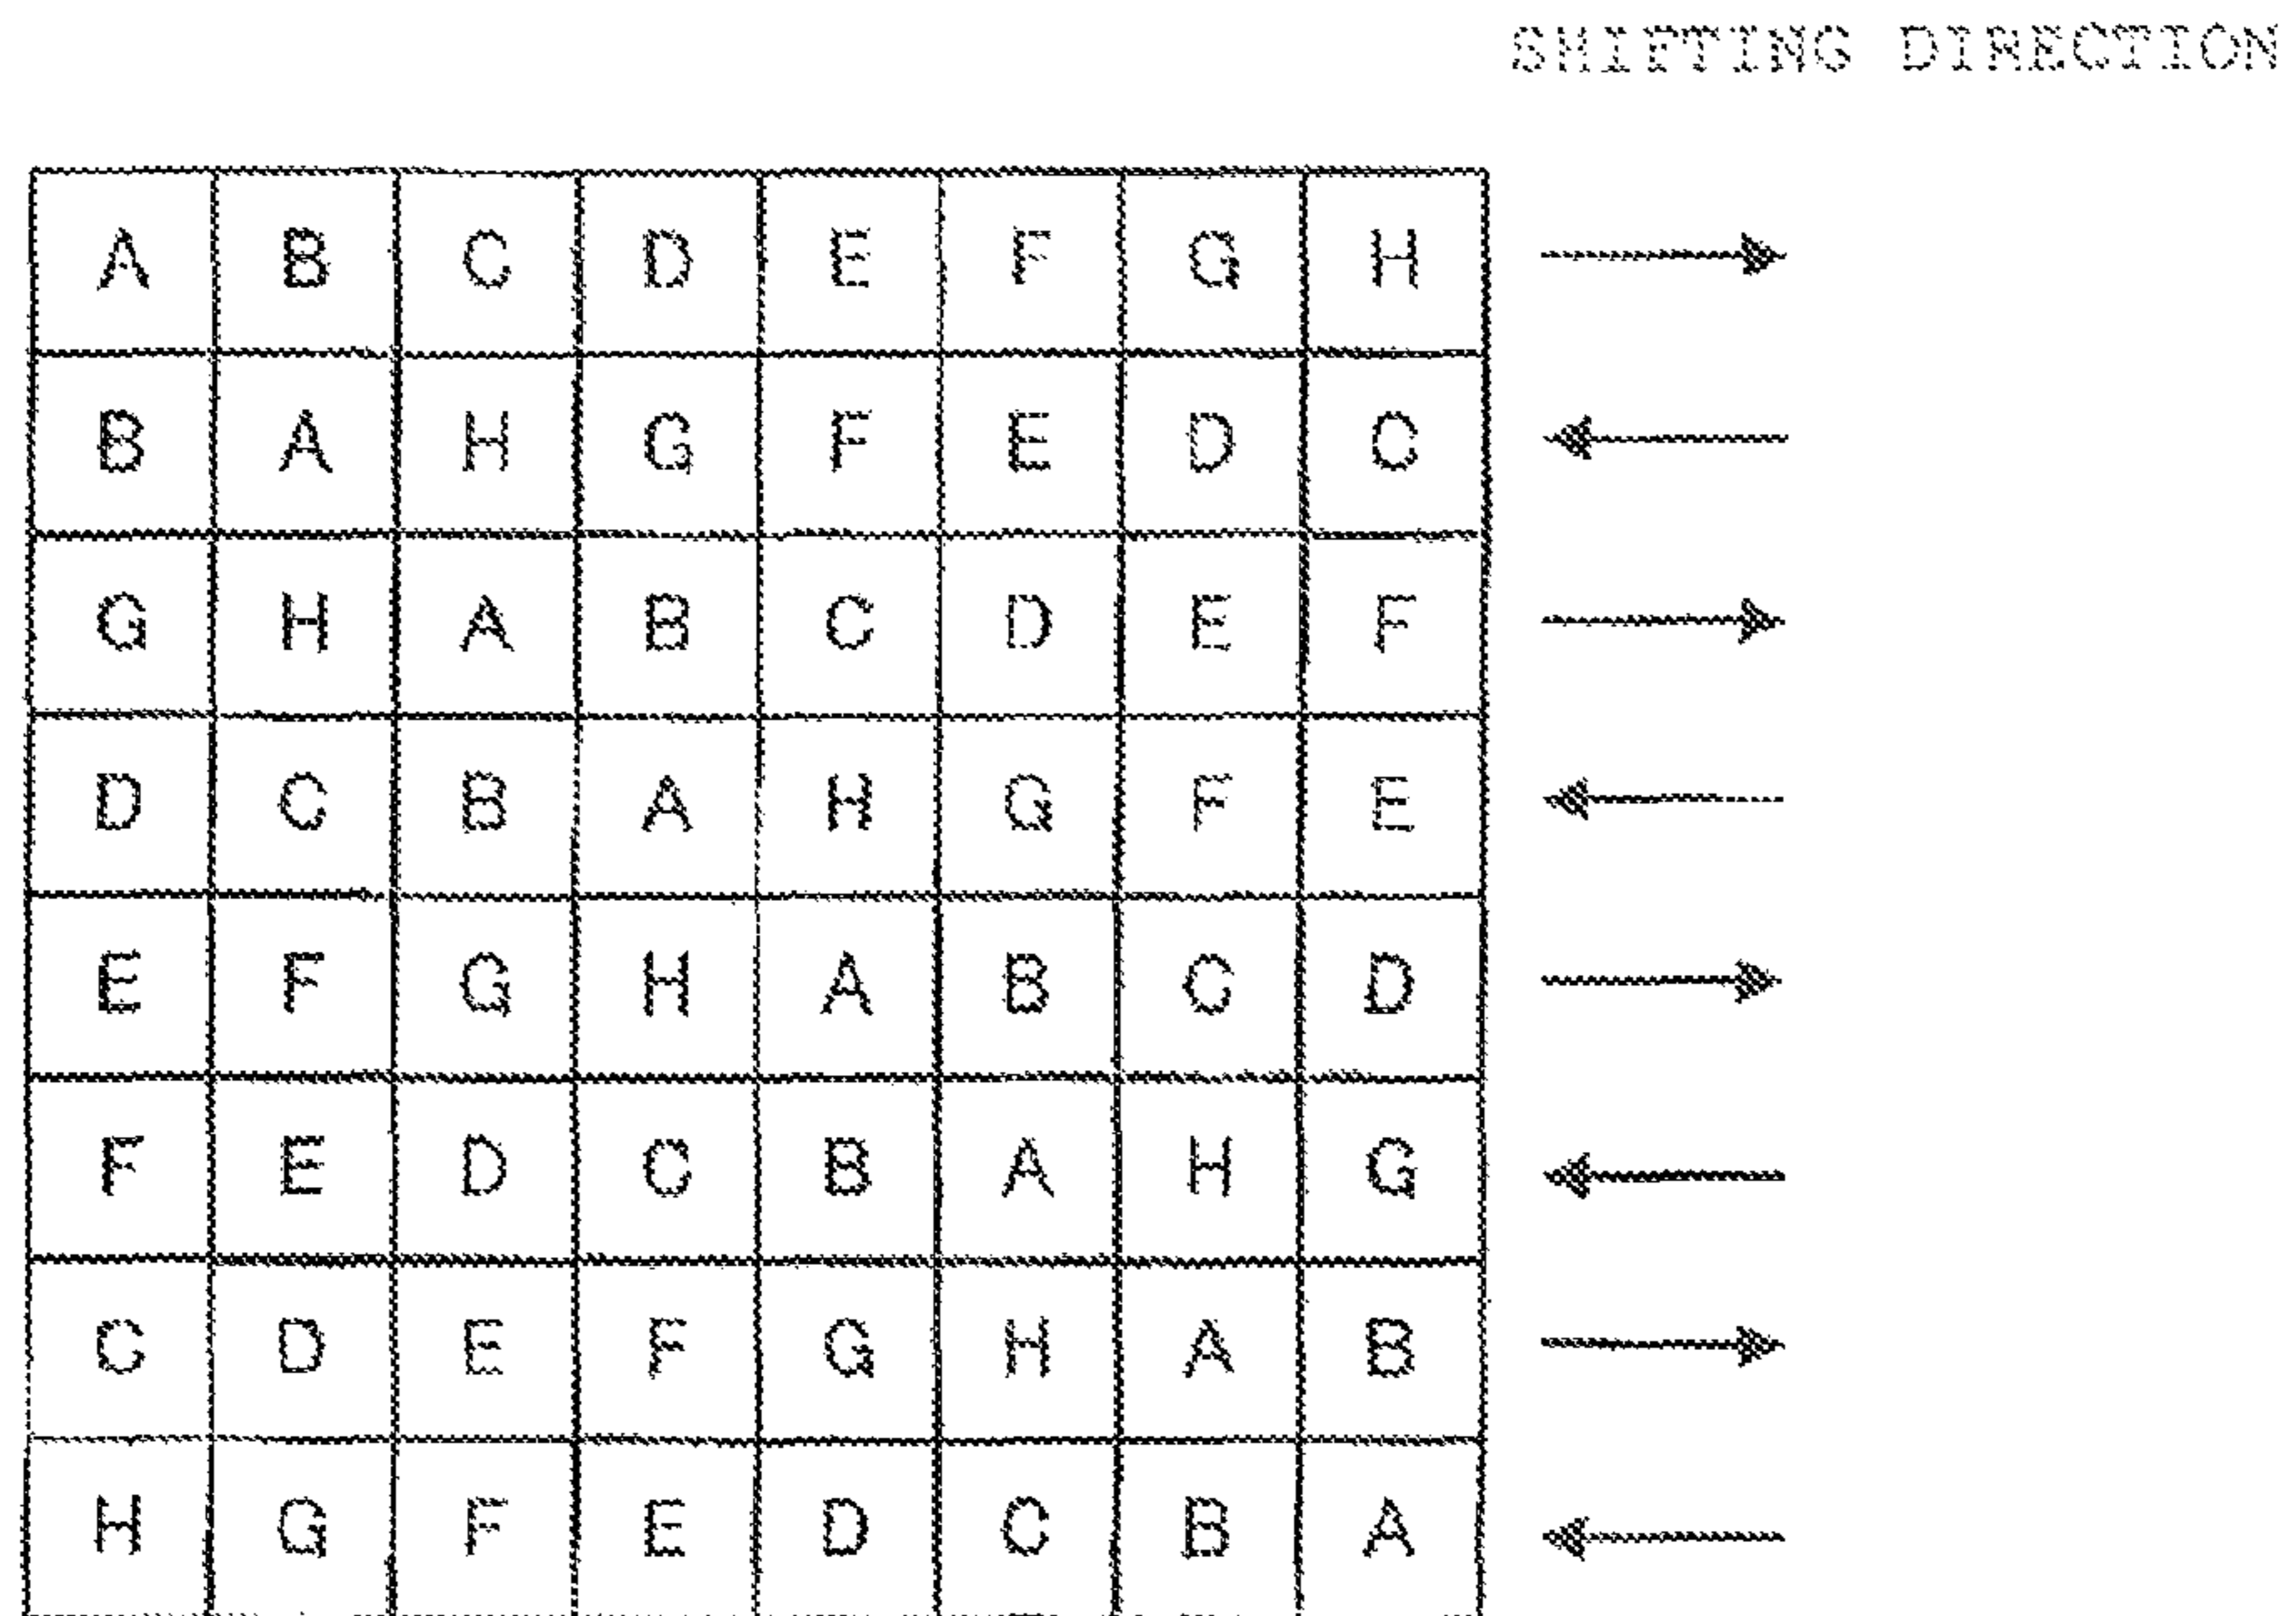 SHIFTING DIRECTION
A B C D E F G H
B A H G F E D C
G H A B C D E F
D C B A H G F E
E F G H A B C D
F E D C B A H G
C D E F G H A B
H G F E D C B A